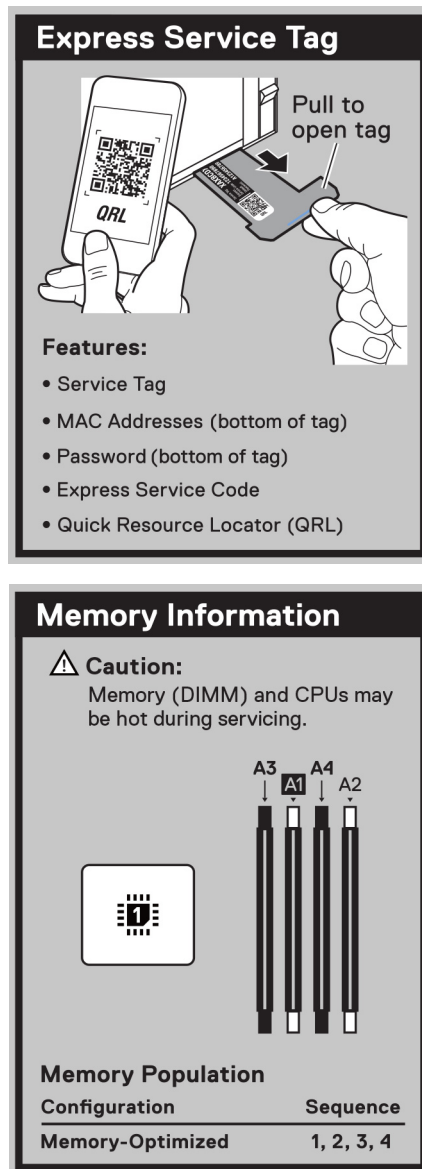 Express Service Tag
Pull to
open tag
QRL
Features:
• Service Tag
• MAC Addresses (bottom of tag)
• Password (bottom of tag)
• Express Service Code
• Quick Resource Locator (QRL)
Memory Information
Caution:
Memory (DIMM) and CPUs may
be hot during servicing.
A3 A1 A4 A2
1
Memory Population
Configuration Sequence
Memory-Optimized 1, 2, 3, 4